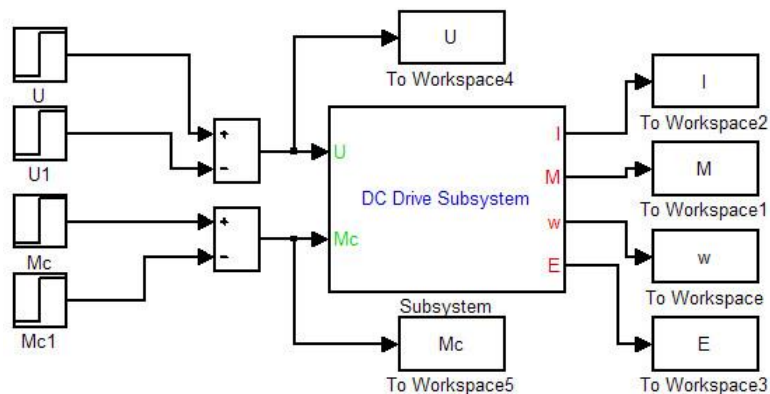 U
To Workspace4
U
U1
+
-
U
Mc
+
-
Mc
Mc1
DC Drive Subsystem
I
M
w
E
Subsystem
Mc
To Workspace5
I
To Workspace2
M
To Workspace1
w
To Workspace
E
To Workspace3